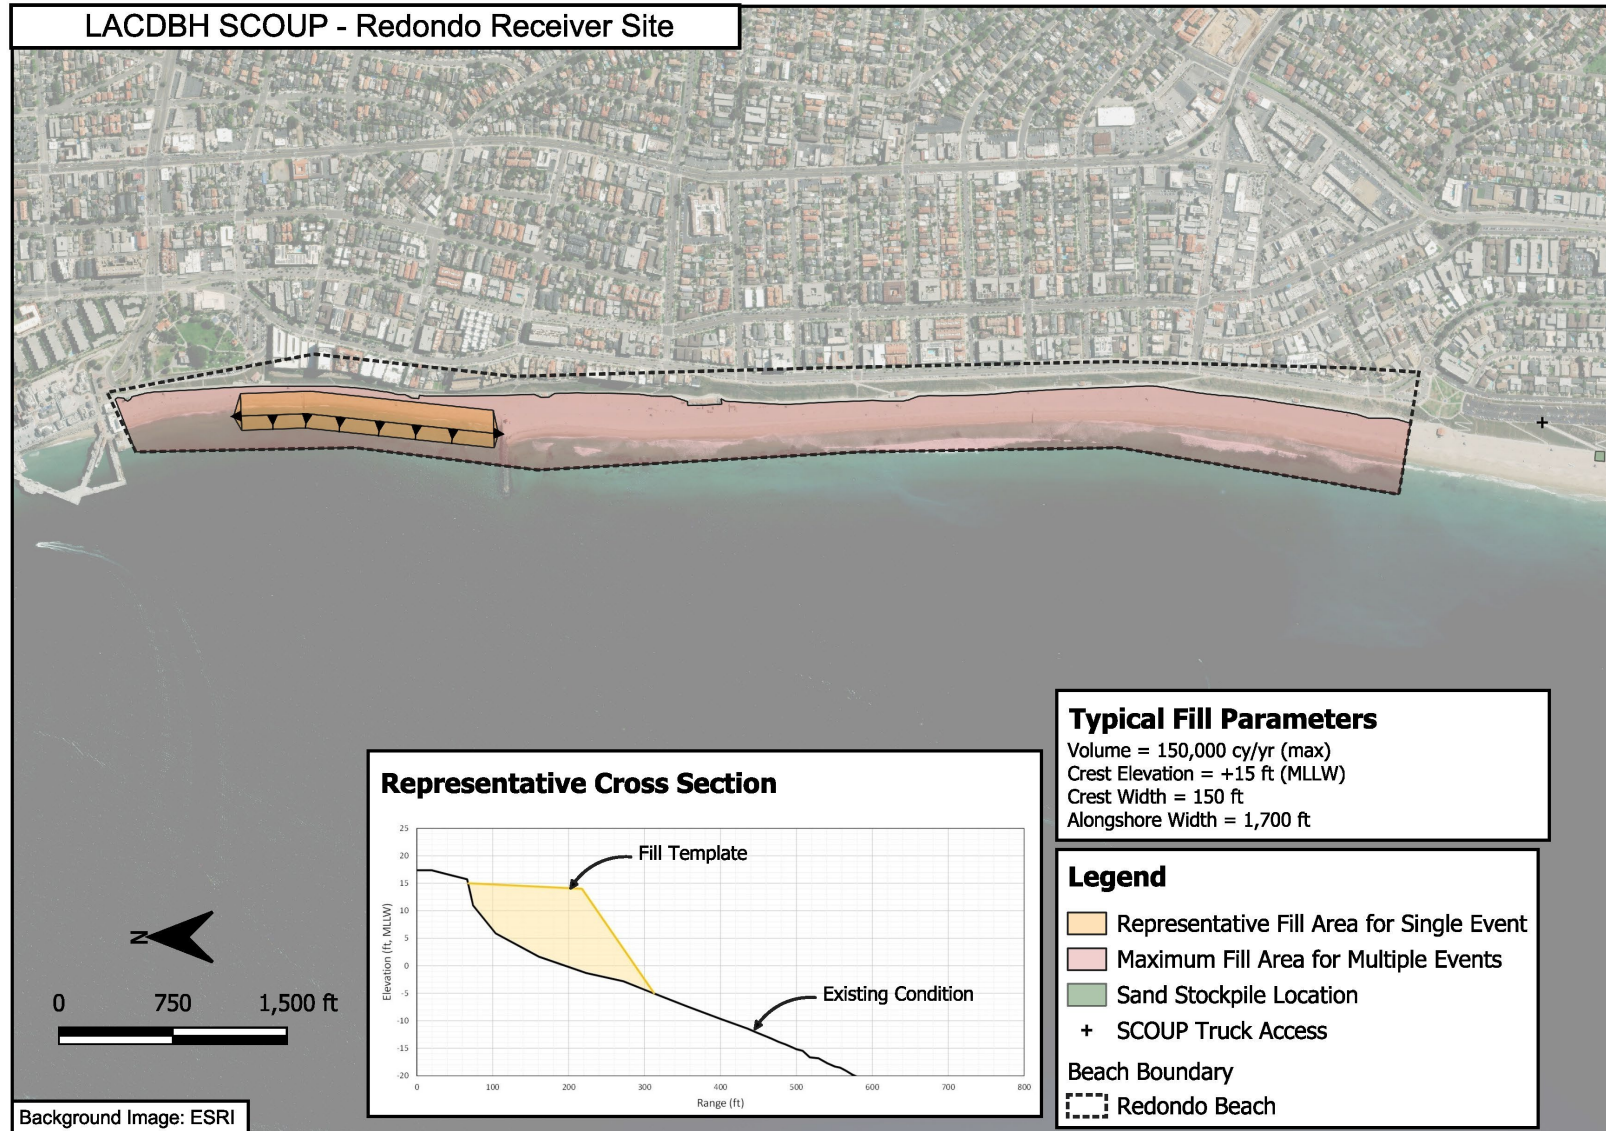 LACDBH SCOUP - Redondo Receiver Site
Typical Fill Parameters
Volume = 150,000 cy/yr (max)
Crest Elevation = +15 ft (MLLW)
Crest Width = 150 ft
Alongshore Width = 1,700 ft
Representative Cross Section
25
20
15
10
5
0
-5
-10
-15
-20
Elevation (ft, MLLW)
Fill Template
Existing Condition
0 100 200 300 400 500 600 700 800
Range (ft)
Legend
Representative Fill Area for Single Event
Maximum Fill Area for Multiple Events
Sand Stockpile Location
SCOUP Truck Access
Beach Boundary
Redondo Beach
N
0 750 1,500 ft
Background Image: ESRI